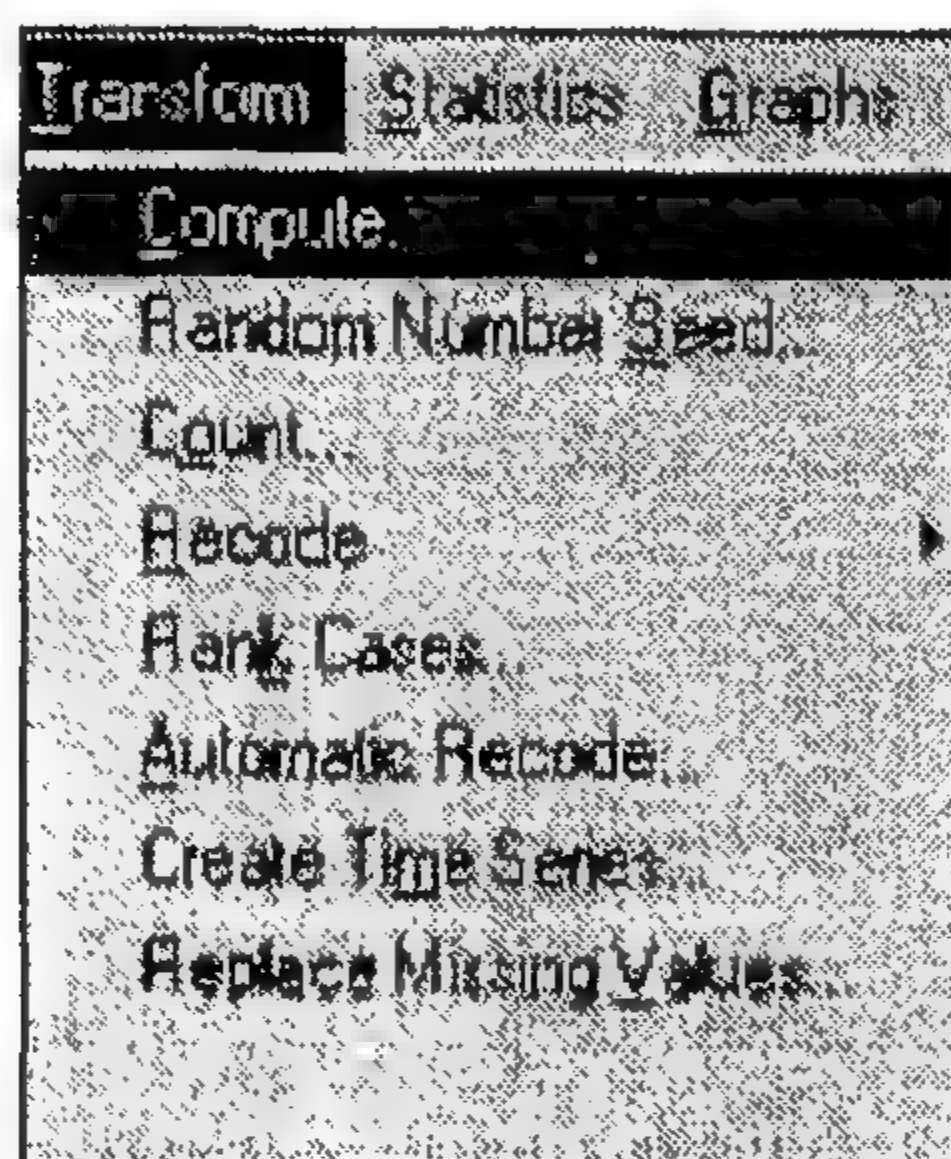 Transform Statistics Graphs
Compute...
Random Number Seed...
Count...
Recode
Rank Cases...
Automatic Recode...
Create Time Series...
Replace Missing Values...